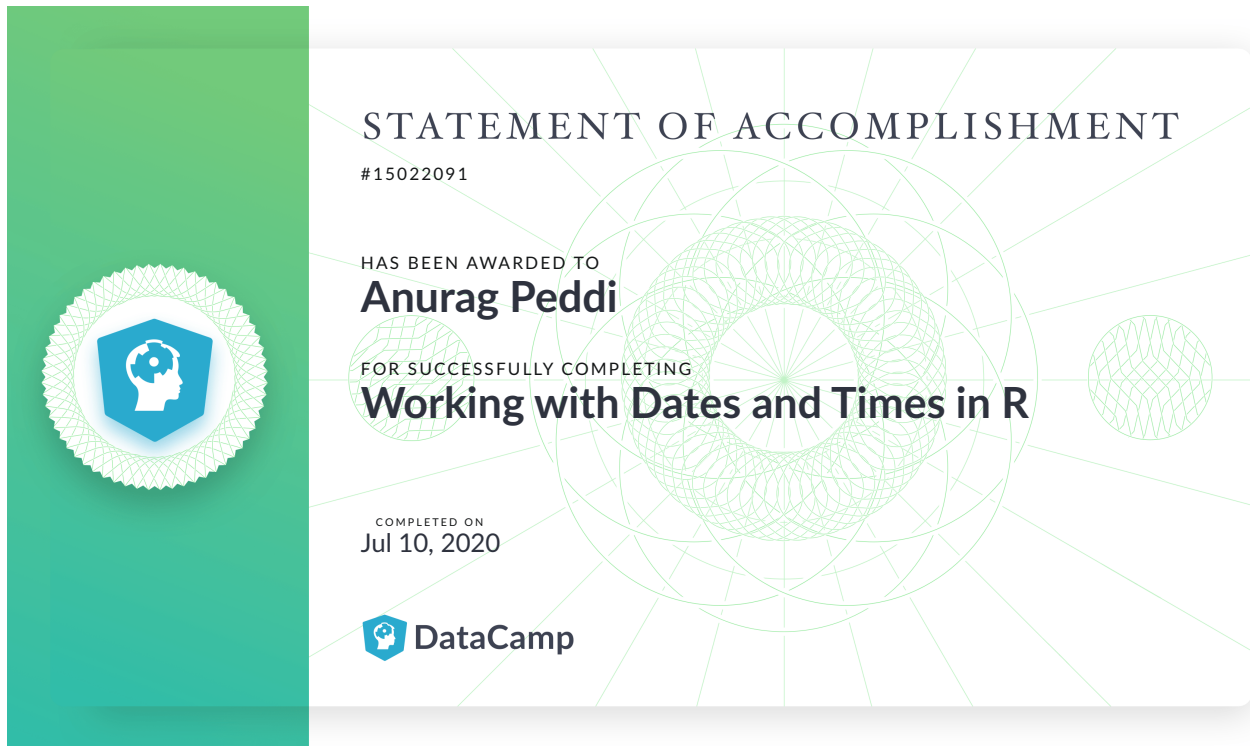 STATEMENT OF ACCOMPLISHMENT
#15022091
HAS BEEN AWARDED TO
Anurag Peddi
FOR SUCCESSFULLY COMPLETING
Working with Dates and Times in R
COMPLETED ON
Jul 10, 2020
DataCamp